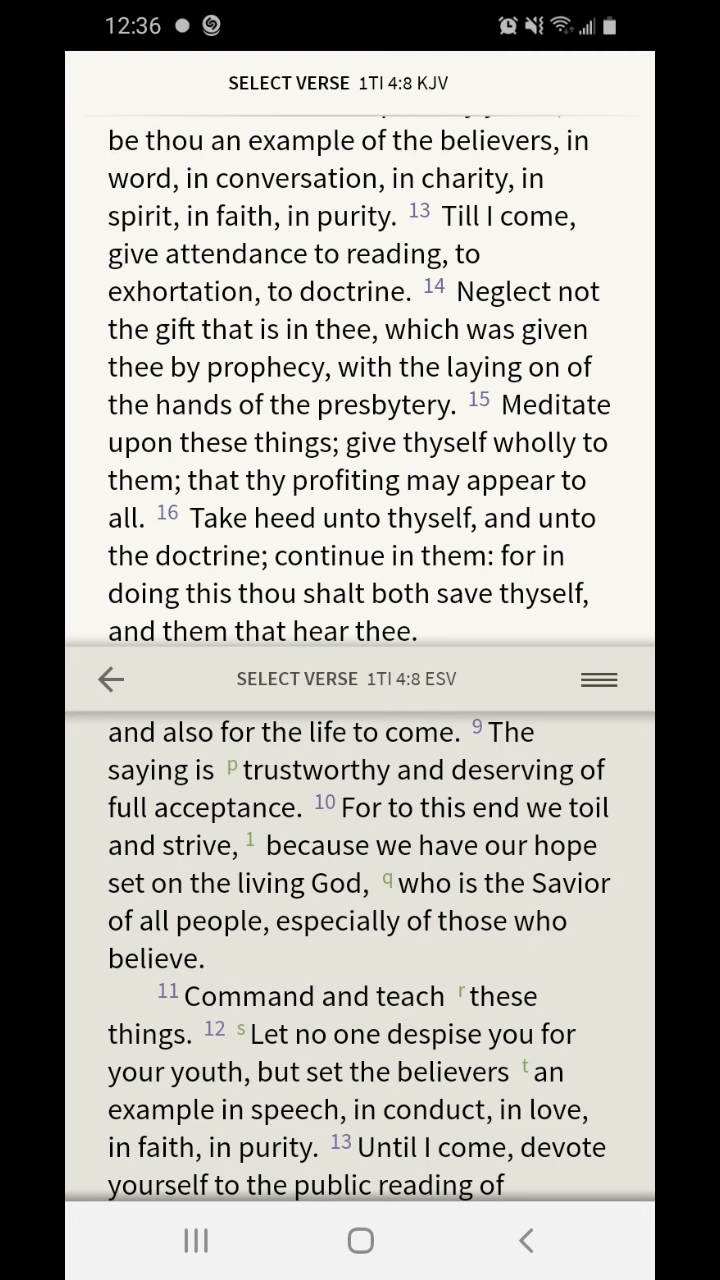 12:36
SELECT VERSE 1TI 4:8 KJV
be thou an example of the believers, in
word, in conversation, in charity, in
spirit, in faith, in purity. 13 Till I come,
give attendance to reading, to
exhortation, to doctrine. 14 Neglect not
the gift that is in thee, which was given
thee by prophecy, with the laying on of
the hands of the presbytery. 15 Meditate
upon these things; give thyself wholly to
them; that thy profiting may appear to
all. 16 Take heed unto thyself, and unto
the doctrine; continue in them: for in
doing this thou shalt both save thyself,
and them that hear thee.
SELECT VERSE 1TI 4:8 ESV
and also for the life to come. 9 The
saying is p trustworthy and deserving of
full acceptance. 10 For to this end we toil
and strive, 1 because we have our hope
set on the living God, q who is the Savior
of all people, especially of those who
believe.
11 Command and teach r these
things. 12 s Let no one despise you for
your youth, but set the believers t an
example in speech, in conduct, in love,
in faith, in purity. 13 Until I come, devote
yourself to the public reading of